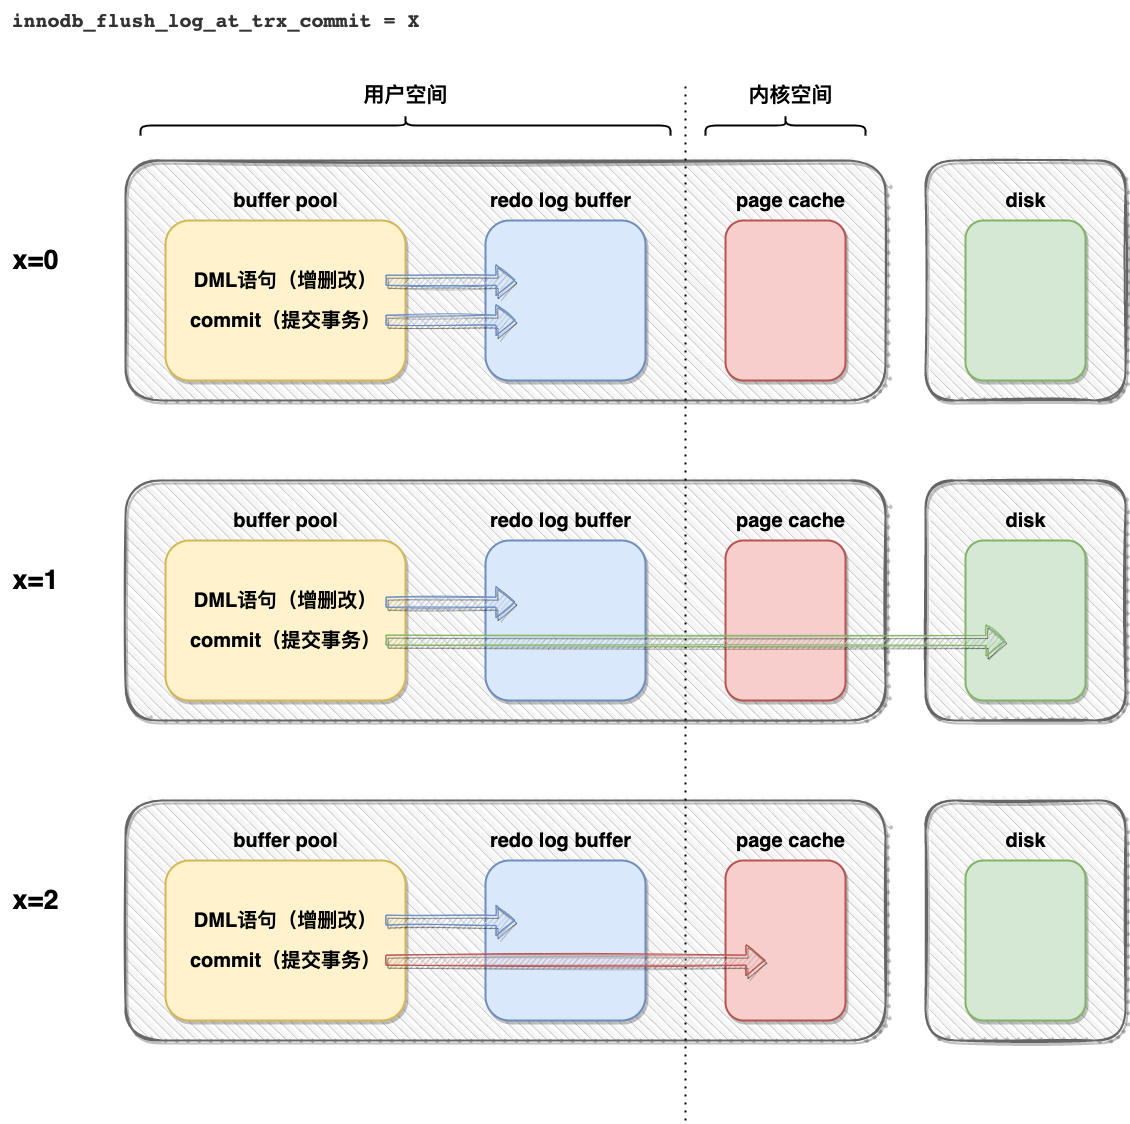 innodb_flush_log_at_trx_commit = X
用户空间 内核空间
buffer pool redo log buffer page cache disk
x=0
DML语句（增删改）
commit（提交事务）
buffer pool redo log buffer page cache disk
x=1
DML语句（增删改）
commit（提交事务）
buffer pool redo log buffer page cache disk
x=2
DML语句（增删改）
commit（提交事务）